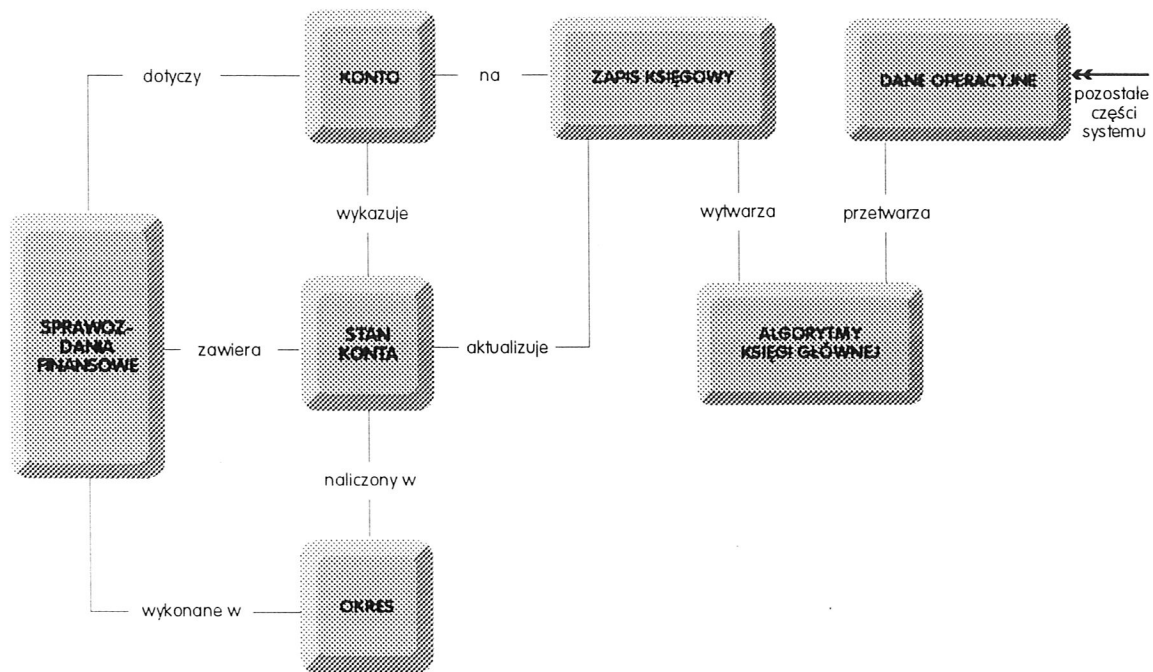 dotyczy
KONTO
na
ZAPIS KSIĘGOWY
DANE OPERACYJNE
pozostałe
części
systemu
wykazuje
wytwarza
przetwarza
SPRAWOZ-
DANIA
FINANSOWE
zawiera
STAN
KONTA
aktualizuje
ALGORYTMY
KSIĘGI GŁÓWNEJ
naliczony w
wykonane w
OKRES